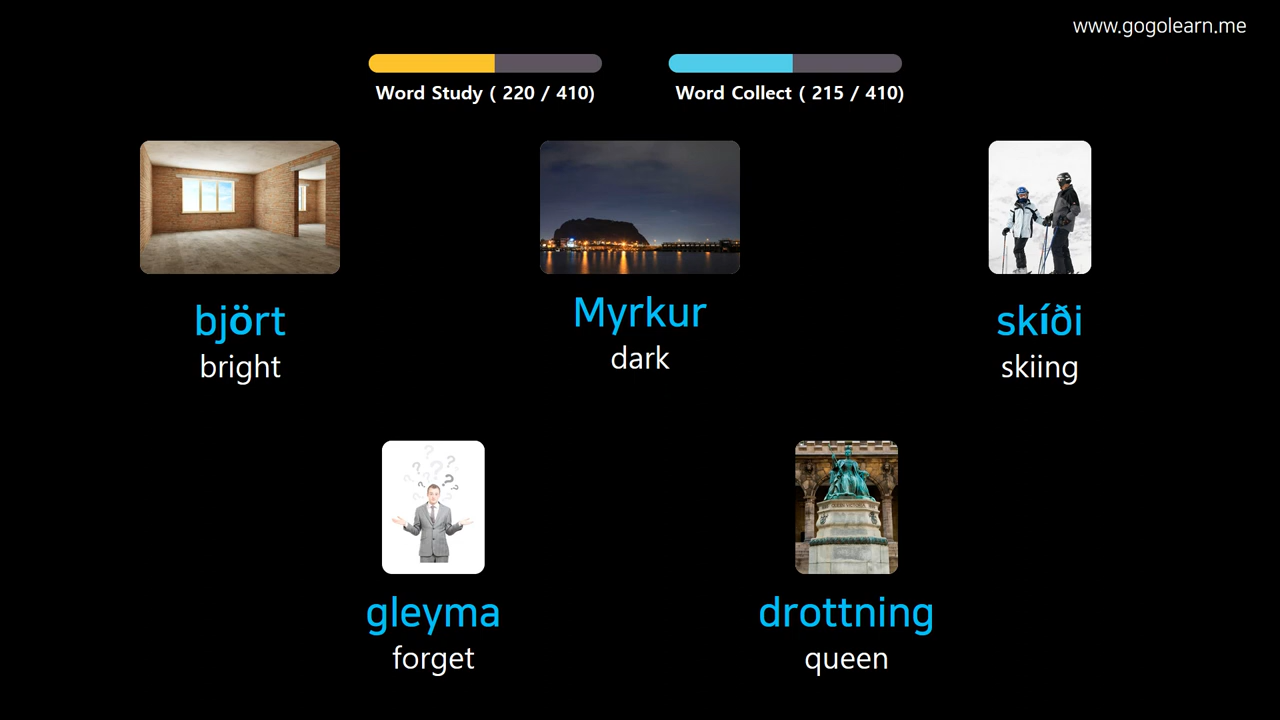 www.gogolearn.me
Word Study ( 220 / 410)
Word Collect ( 215 / 410)
björt
bright
Myrkur
dark
skíði
skiing
gleyma
forget
drottning
queen